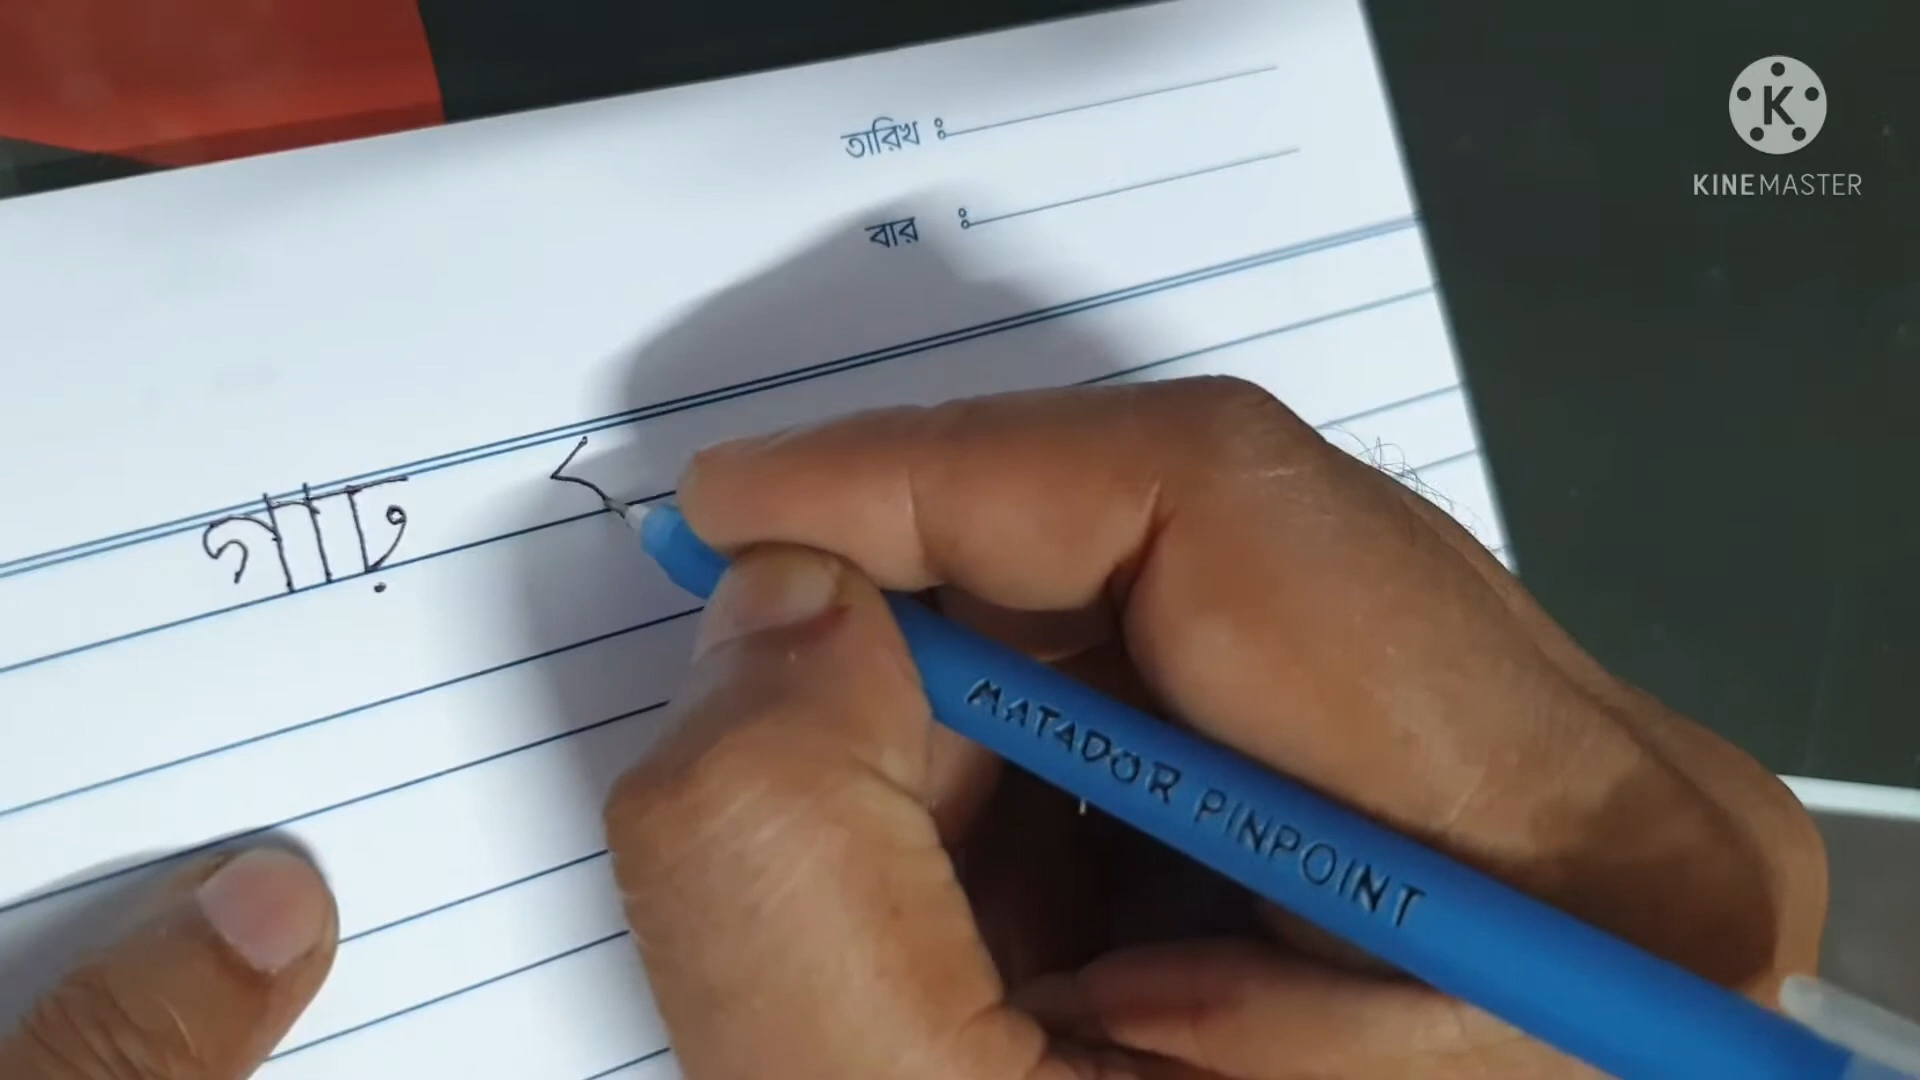 তারিখ ঃ
বার ঃ
গাঢ়
MATADOR PINPOINT
K
KINEMASTER